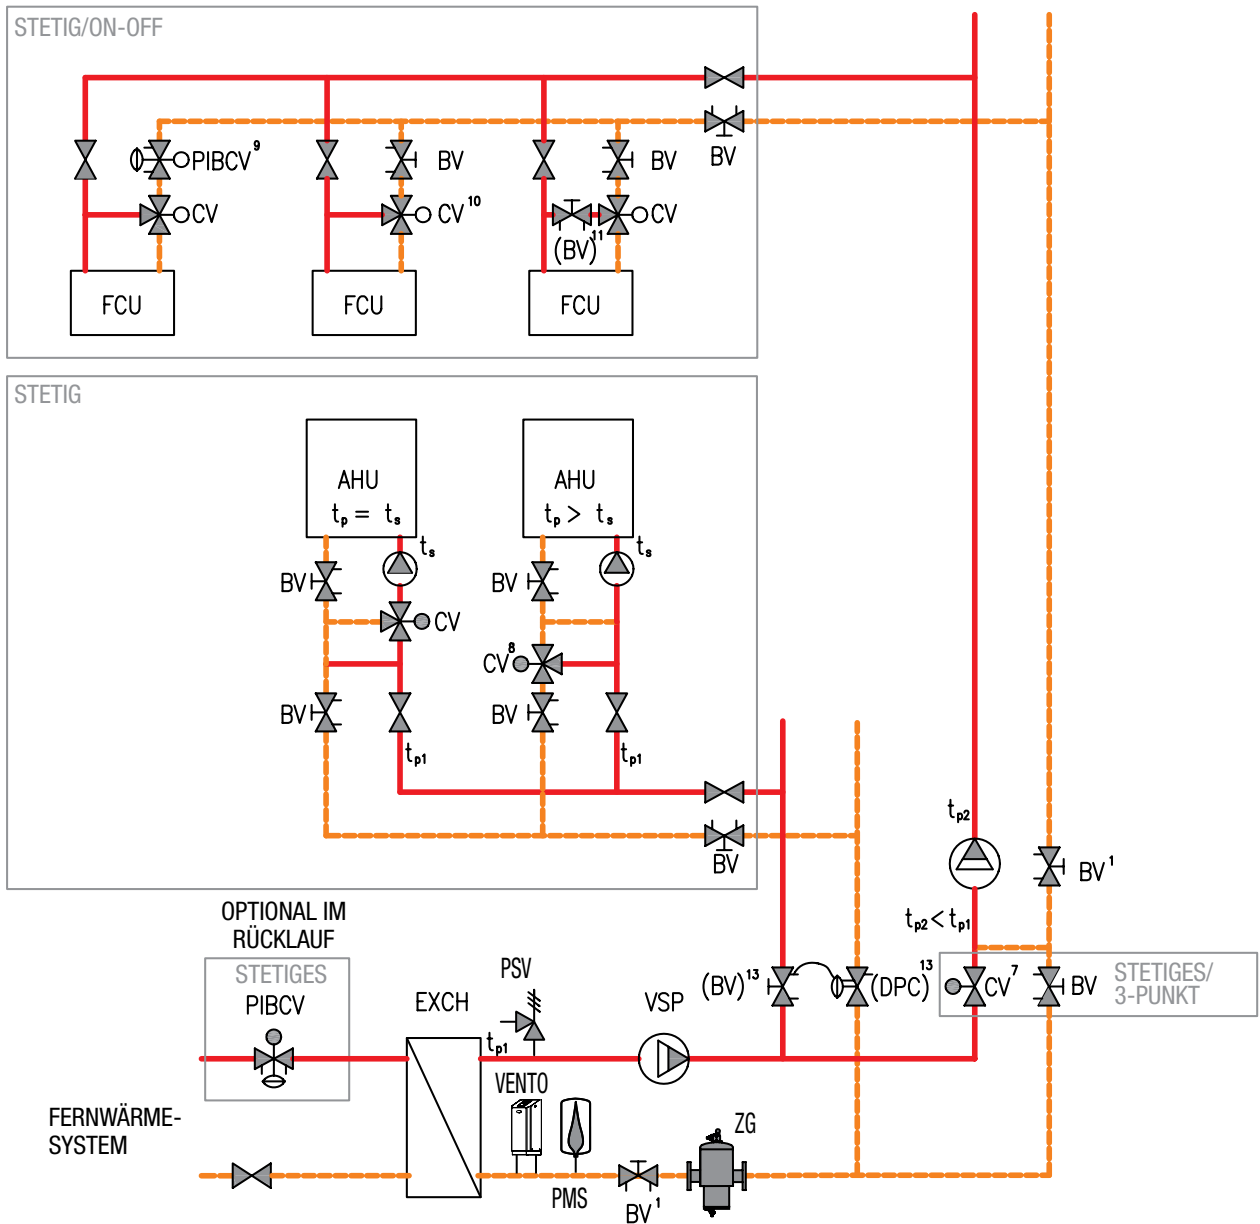 STETIG/ON-OFF
BV
PIBCV⁹
BV
BV
CV
CV¹⁰
CV
(BV)¹¹
FCU
FCU
FCU
STETIG
AHU
tp = ts
AHU
tp > ts
ts
ts
BV
BV
CV
CV⁸
BV
BV
tp1
tp1
BV
tp2
BV¹
tp2<tp1
OPTIONAL IM
RÜCKLAUF
STETIGES
PIBCV
EXCH
PSV
VSP
(BV)¹³
(DPC)¹³
CV⁷
BV
STETIGES/
3-PUNKT
tp1
VENTO
FERNWÄRME-
SYSTEM
PMS
BV¹
ZG